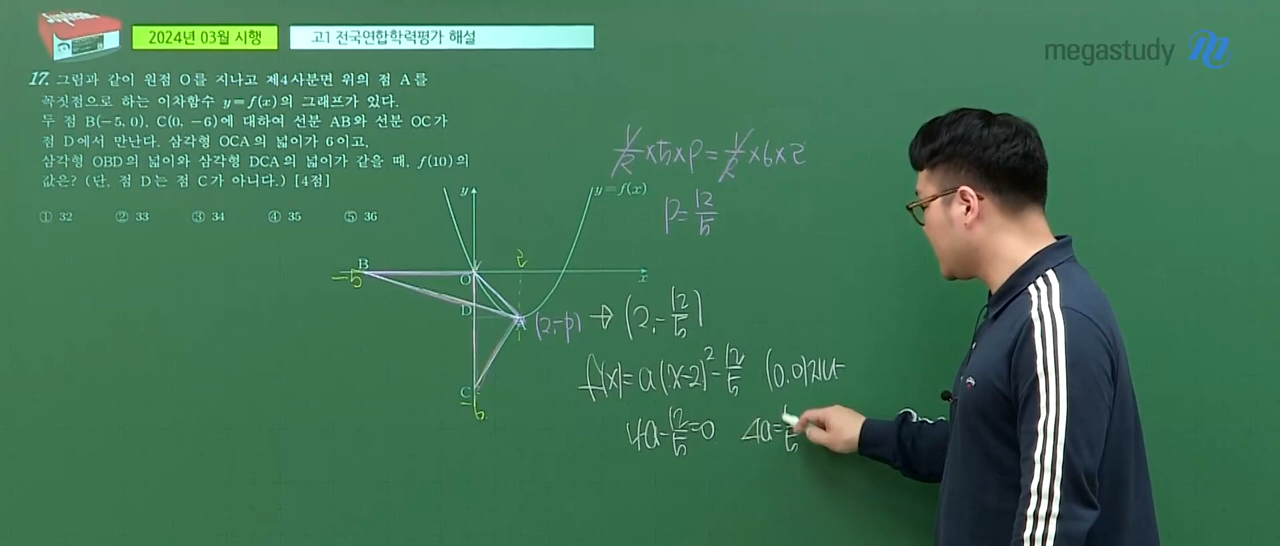 System
2024년 03월 시행
고1 전국연합학력평가 해설
megastudy
17. 그림과 같이 원점 O를 지나고 제4사분면 위의 점 A를
꼭짓점으로 하는 이차함수 y=f(x)의 그래프가 있다.
두 점 B(-5, 0), C(0, -6)에 대하여 선분 AB와 선분 OC가
점 D에서 만난다. 삼각형 OCA의 넓이가 6이고,
삼각형 OBD의 넓이와 삼각형 DCA의 넓이가 같을 때, f(10)의
값은? (단, 점 D는 점 C가 아니다.) [4점]
① 32 ② 33 ③ 34 ④ 35 ⑤ 36
1/2×5×p=1/2×6×2
p=12/5
y
y=f(x)
B
O
2
x
-5
D
A
(2,-p) → (2,-12/5)
f(x)=a(x-2)²-12/5 (0,0)지나
C
-6
4a-12/5=0 4a=1/5